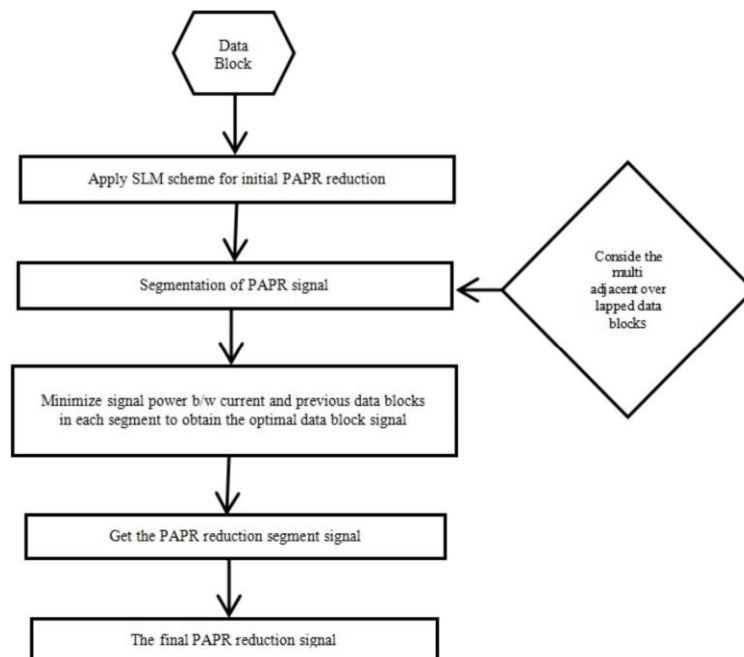 Data
Block
Apply SLM scheme for initial PAPR reduction
Segmentation of PAPR signal
Conside the
multi
adjacent over
lapped data
blocks
Minimize signal power b/w current and previous data blocks
in each segment to obtain the optimal data block signal
Get the PAPR reduction segment signal
The final PAPR reduction signal